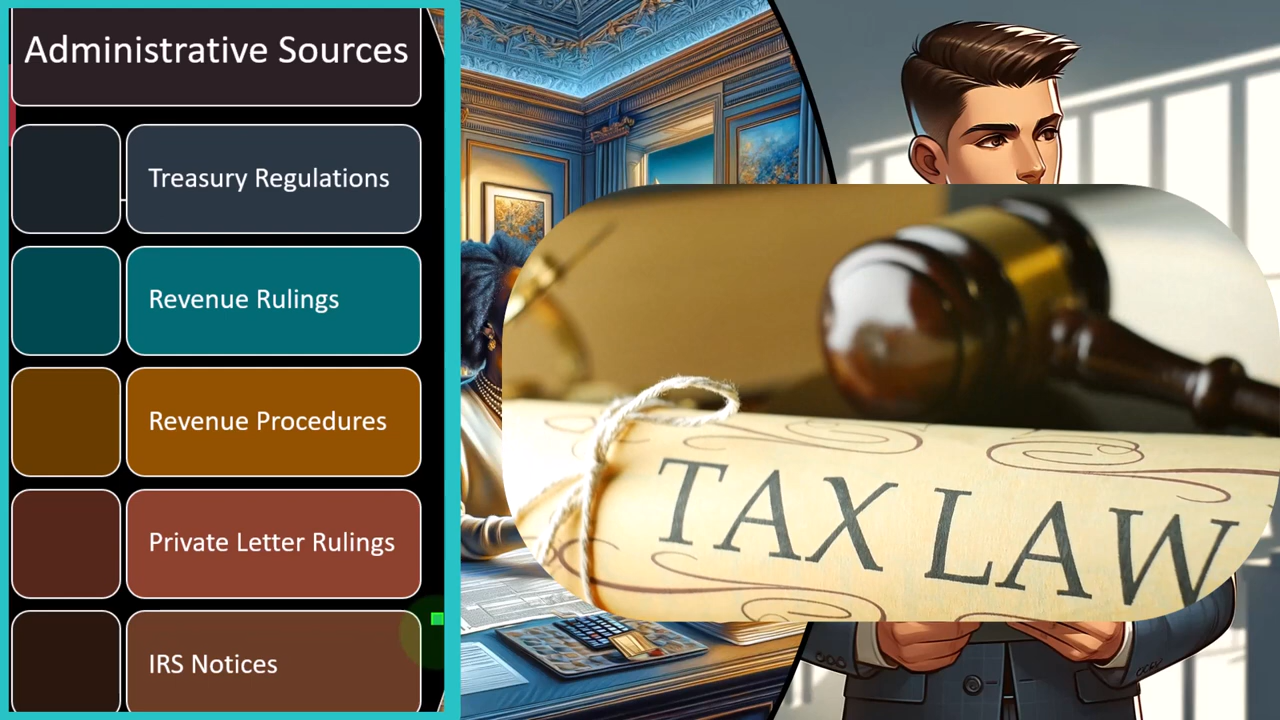 Administrative Sources
Treasury Regulations
Revenue Rulings
Revenue Procedures
Private Letter Rulings
IRS Notices
TAX LAW